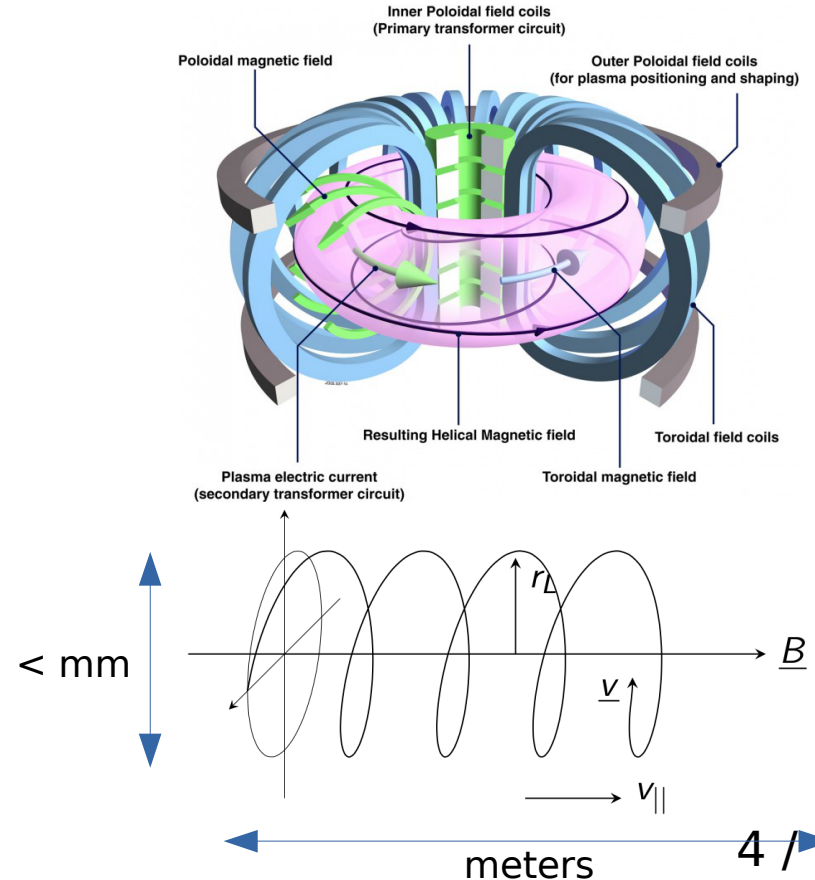 Inner Poloidal field coils
(Primary transformer circuit)
Poloidal magnetic field
Outer Poloidal field coils
(for plasma positioning and shaping)
Resulting Helical Magnetic field
Toroidal field coils
Plasma electric current
(secondary transformer circuit)
Toroidal magnetic field
r_L
< mm
B
v
v_||
meters
4 /